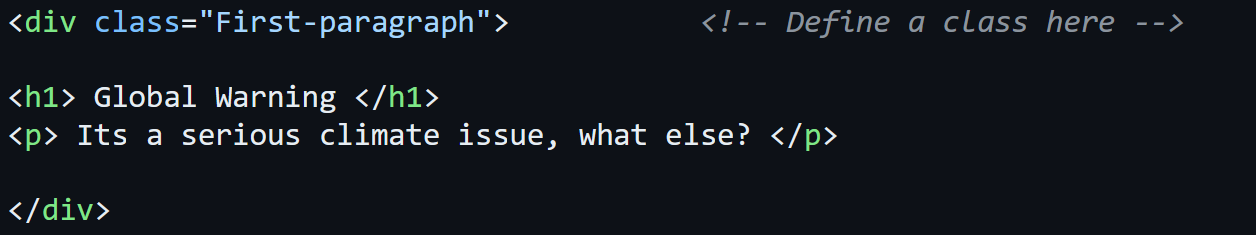 <div class="First-paragraph">           <!-- Define a class here -->
<h1> Global Warning </h1>
<p> Its a serious climate issue, what else? </p>
</div>